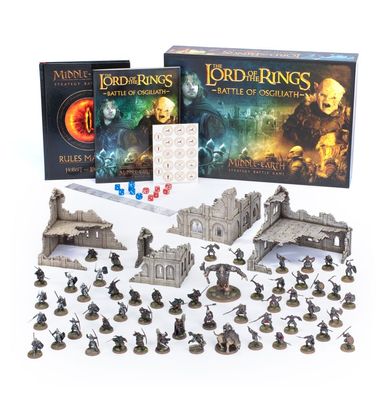 MIDDLE-EARTH
STRATEGY BATTLE GAME
RULES MA
THE
LORD OF THE RINGS
BATTLE OF OSGILIATH
THE
LORD OF THE RINGS
– BATTLE OF OSGILIATH –
MIDDLE-EARTH
STRATEGY BATTLE GAME